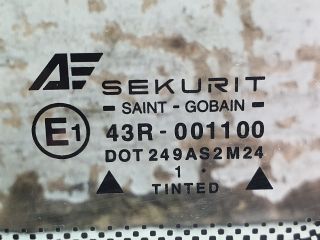 SEKURIT
SAINT - GOBAIN
E1 43R - 001100
DOT 249AS2M24
1
TINTED